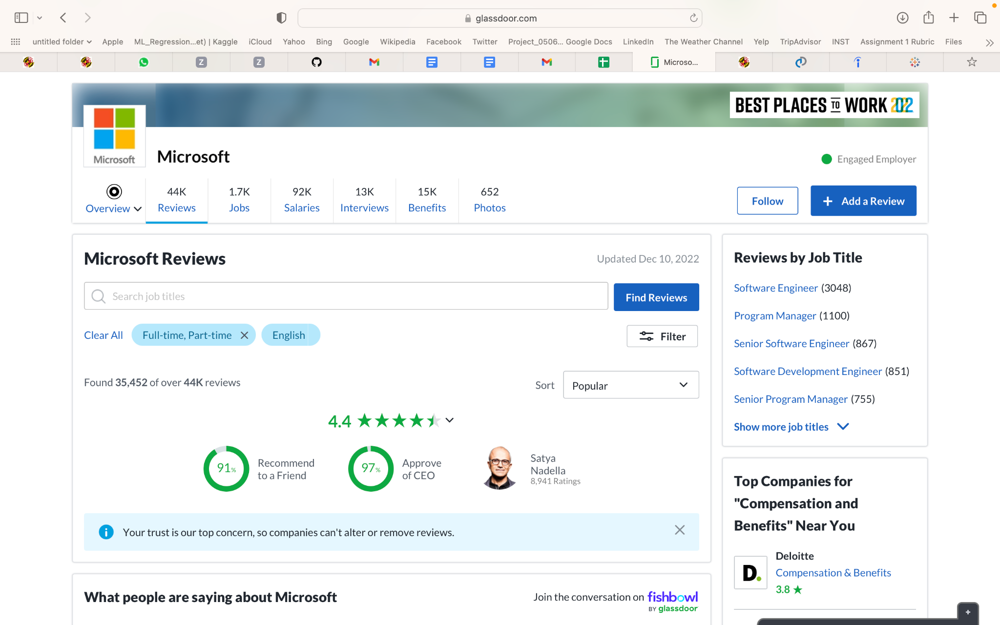 glassdoor.com
untitled folder Apple ML_Regression...et) | Kaggle iCloud Yahoo Bing Google Wikipedia Facebook Twitter Project_0506... Google Docs LinkedIn The Weather Channel Yelp TripAdvisor INST Assignment 1 Rubric Files
Z Z Microso...
BEST PLACES TO WORK 202
Microsoft
Microsoft
Engaged Employer
44K 1.7K 92K 13K 15K 652
Overview Reviews Jobs Salaries Interviews Benefits Photos
Follow + Add a Review
Microsoft Reviews
Updated Dec 10, 2022
Search job titles
Find Reviews
Clear All Full-time, Part-time English
Filter
Found 35,452 of over 44K reviews
Sort Popular
4.4
91% Recommend to a Friend
97% Approve of CEO
Satya
Nadella
8,941 Ratings
Your trust is our top concern, so companies can't alter or remove reviews.
What people are saying about Microsoft
Join the conversation on fishbowl
BY glassdoor
Reviews by Job Title
Software Engineer (3048)
Program Manager (1100)
Senior Software Engineer (867)
Software Development Engineer (851)
Senior Program Manager (755)
Show more job titles
Top Companies for
"Compensation and
Benefits" Near You
D.
Deloitte
Compensation & Benefits
3.8 ★